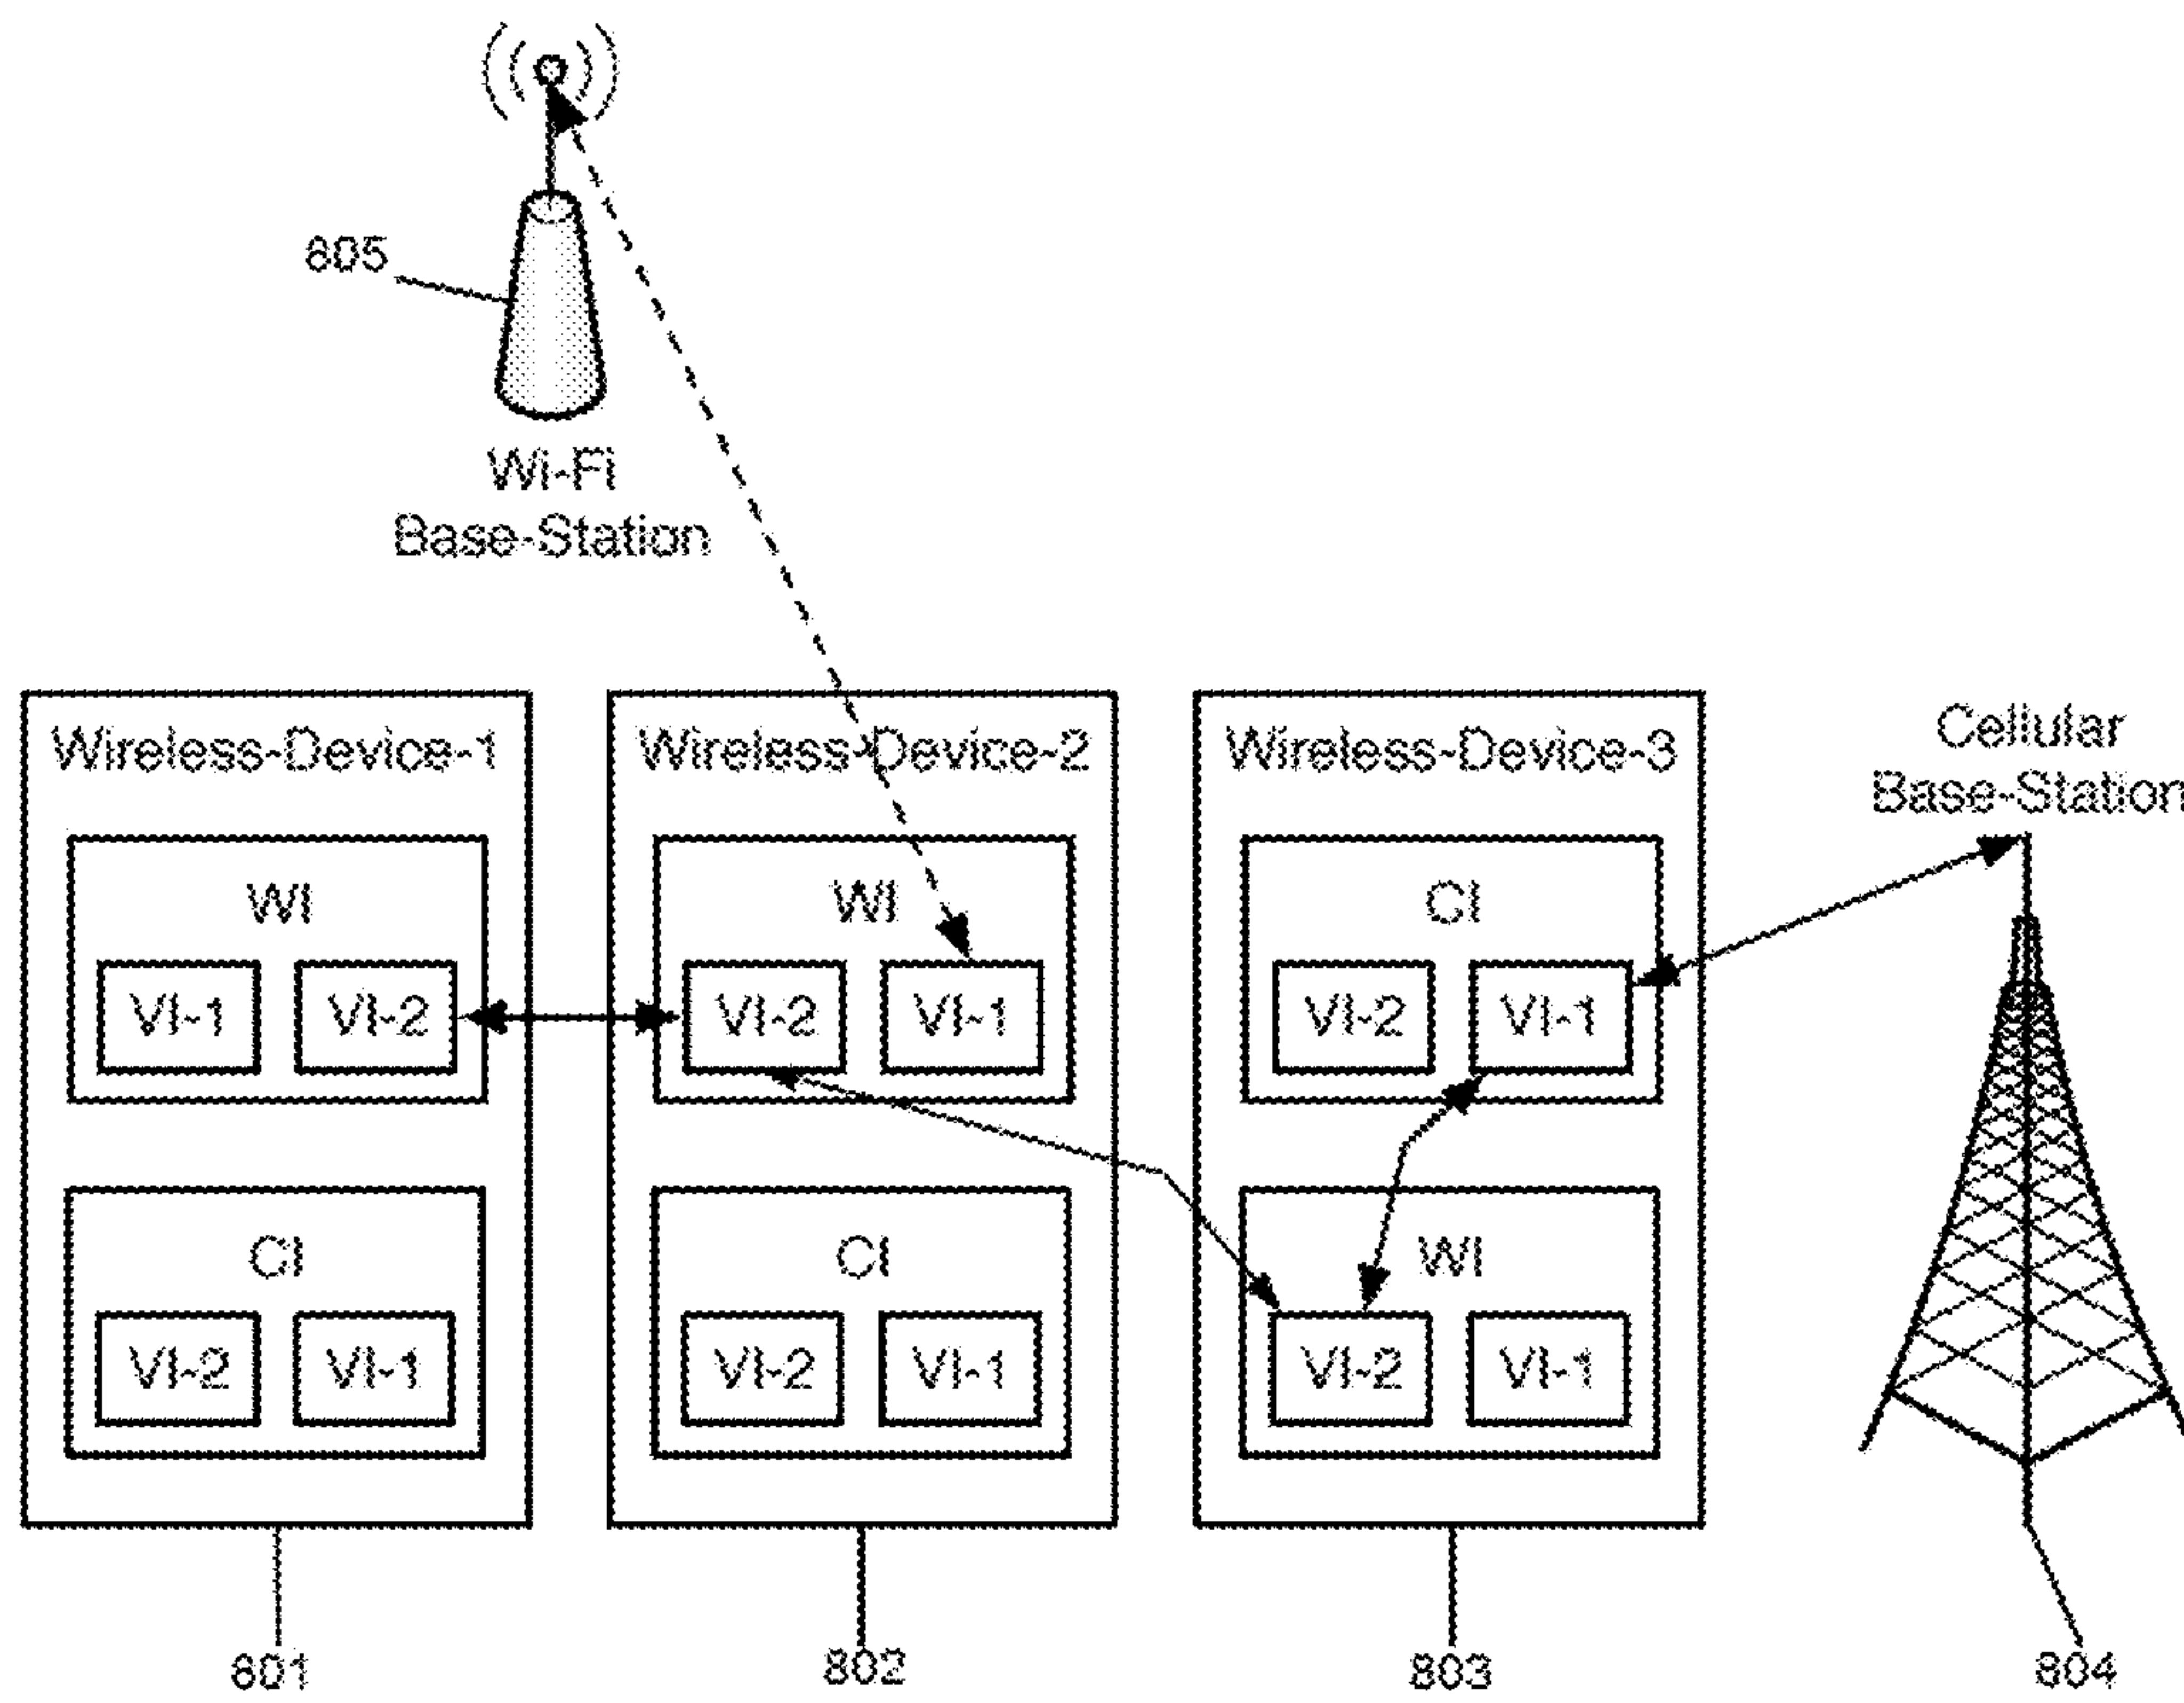 805
Wi-Fi
Base-Station
Wireless-Device-1
Wireless-Device-2
Wireless-Device-3
Cellular
Base-Station
WI
VI-1 VI-2
CI
VI-2 VI-1
WI
VI-2 VI-1
CI
VI-2 VI-1
CI
VI-2 VI-1
WI
VI-2 VI-1
801
802
803
804